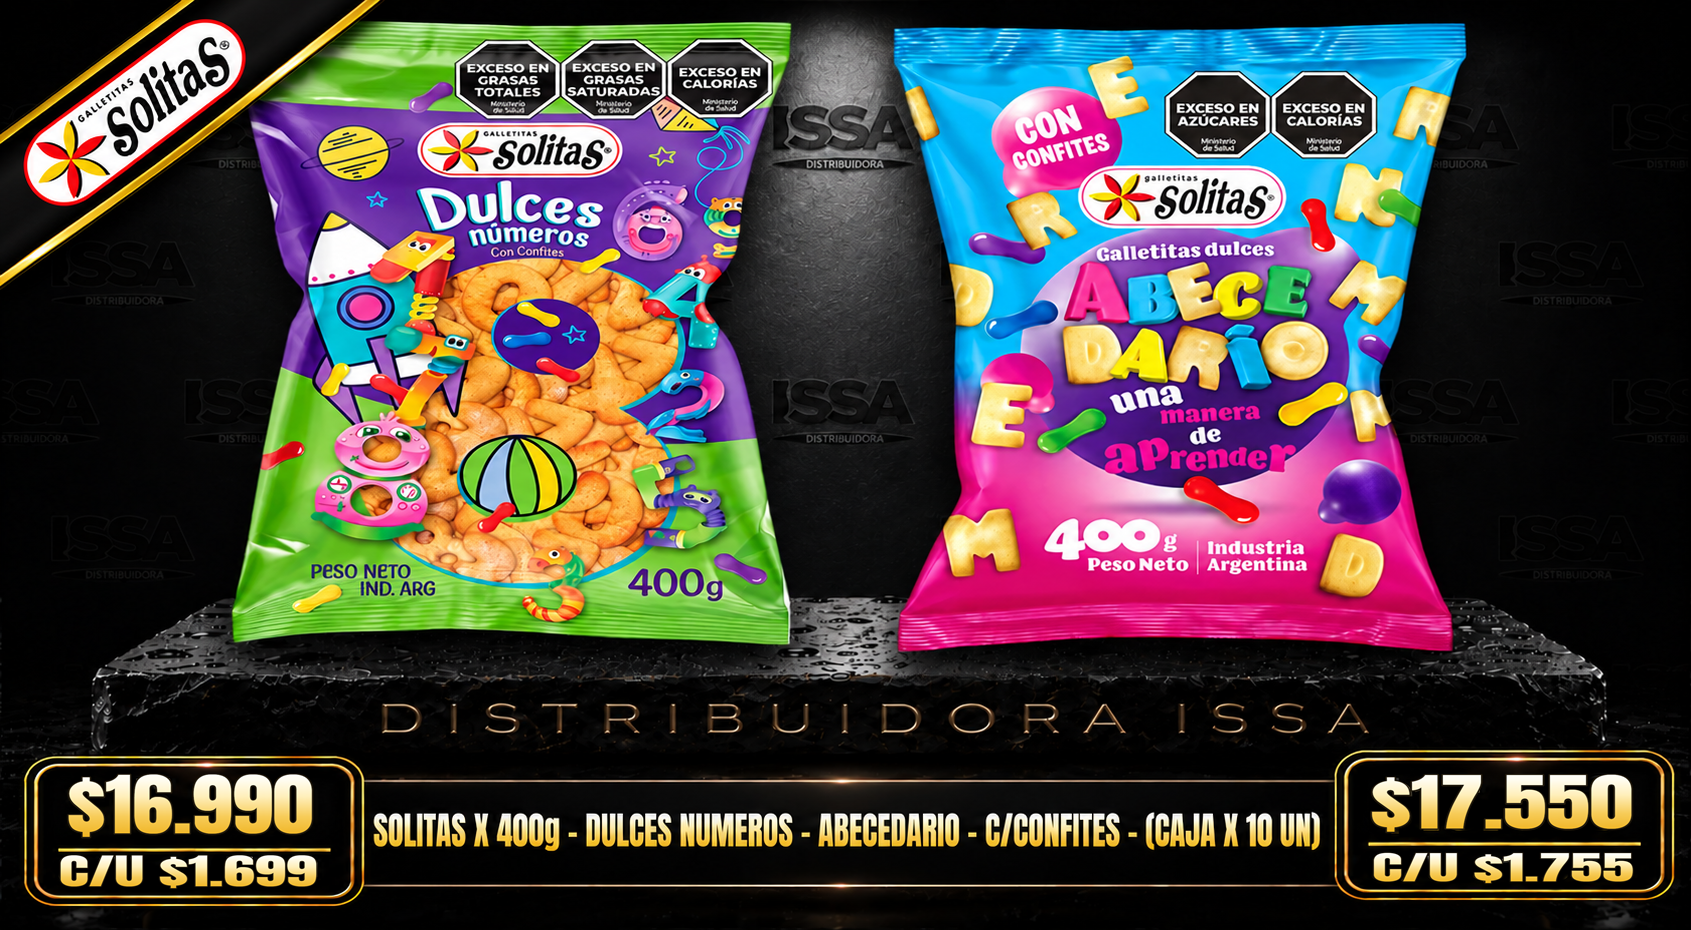 GALLETITAS
Solitas®
EXCESO EN
GRASAS
TOTALES
Ministerio
de Salud
EXCESO EN
GRASAS
SATURADAS
Ministerio
de Salud
EXCESO EN
CALORÍAS
Ministerio
de Salud
GALLETITAS
Solitas®
Dulces
números
Con Confites
PESO NETO
IND. ARG
400g
CON
CONFITES
EXCESO EN
AZÚCARES
Ministerio
de Salud
EXCESO EN
CALORÍAS
Ministerio
de Salud
galletitas
Solitas®
Galletitas dulces
ABECE
DARÍO
una
manera
de
aprender
400g
Peso Neto
Industria
Argentina
ISSA
DISTRIBUIDORA
DISTRIBUIDORA ISSA
$16.990
C/U $1.699
SOLITAS X 400g - DULCES NUMEROS - ABECEDARIO - C/CONFITES - (CAJA X 10 UN)
$17.550
C/U $1.755